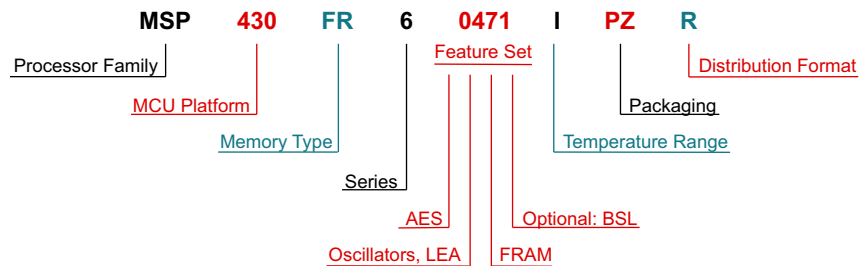 MSP 430 FR 6 0471 I PZ R
Feature Set
Processor Family
Distribution Format
MCU Platform
Packaging
Memory Type
Temperature Range
Series
AES
Optional: BSL
Oscillators, LEA
FRAM